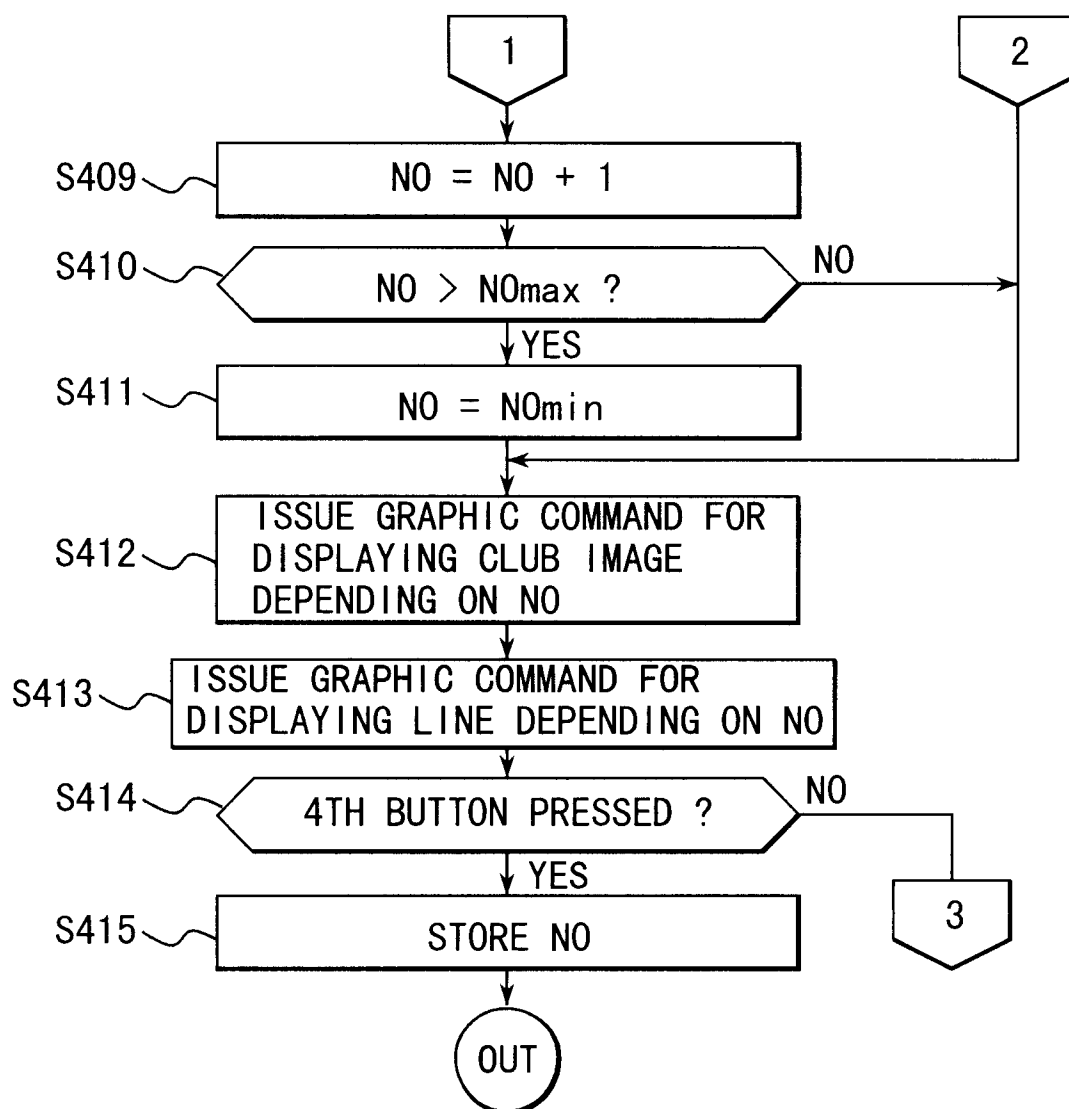 1
2
S409
NO = NO + 1
S410
NO > NOmax ?
NO
YES
S411
NO = NOmin
S412
ISSUE GRAPHIC COMMAND FOR
DISPLAYING CLUB IMAGE
DEPENDING ON NO
S413
ISSUE GRAPHIC COMMAND FOR
DISPLAYING LINE DEPENDING ON NO
S414
4TH BUTTON PRESSED ?
NO
YES
3
S415
STORE NO
OUT